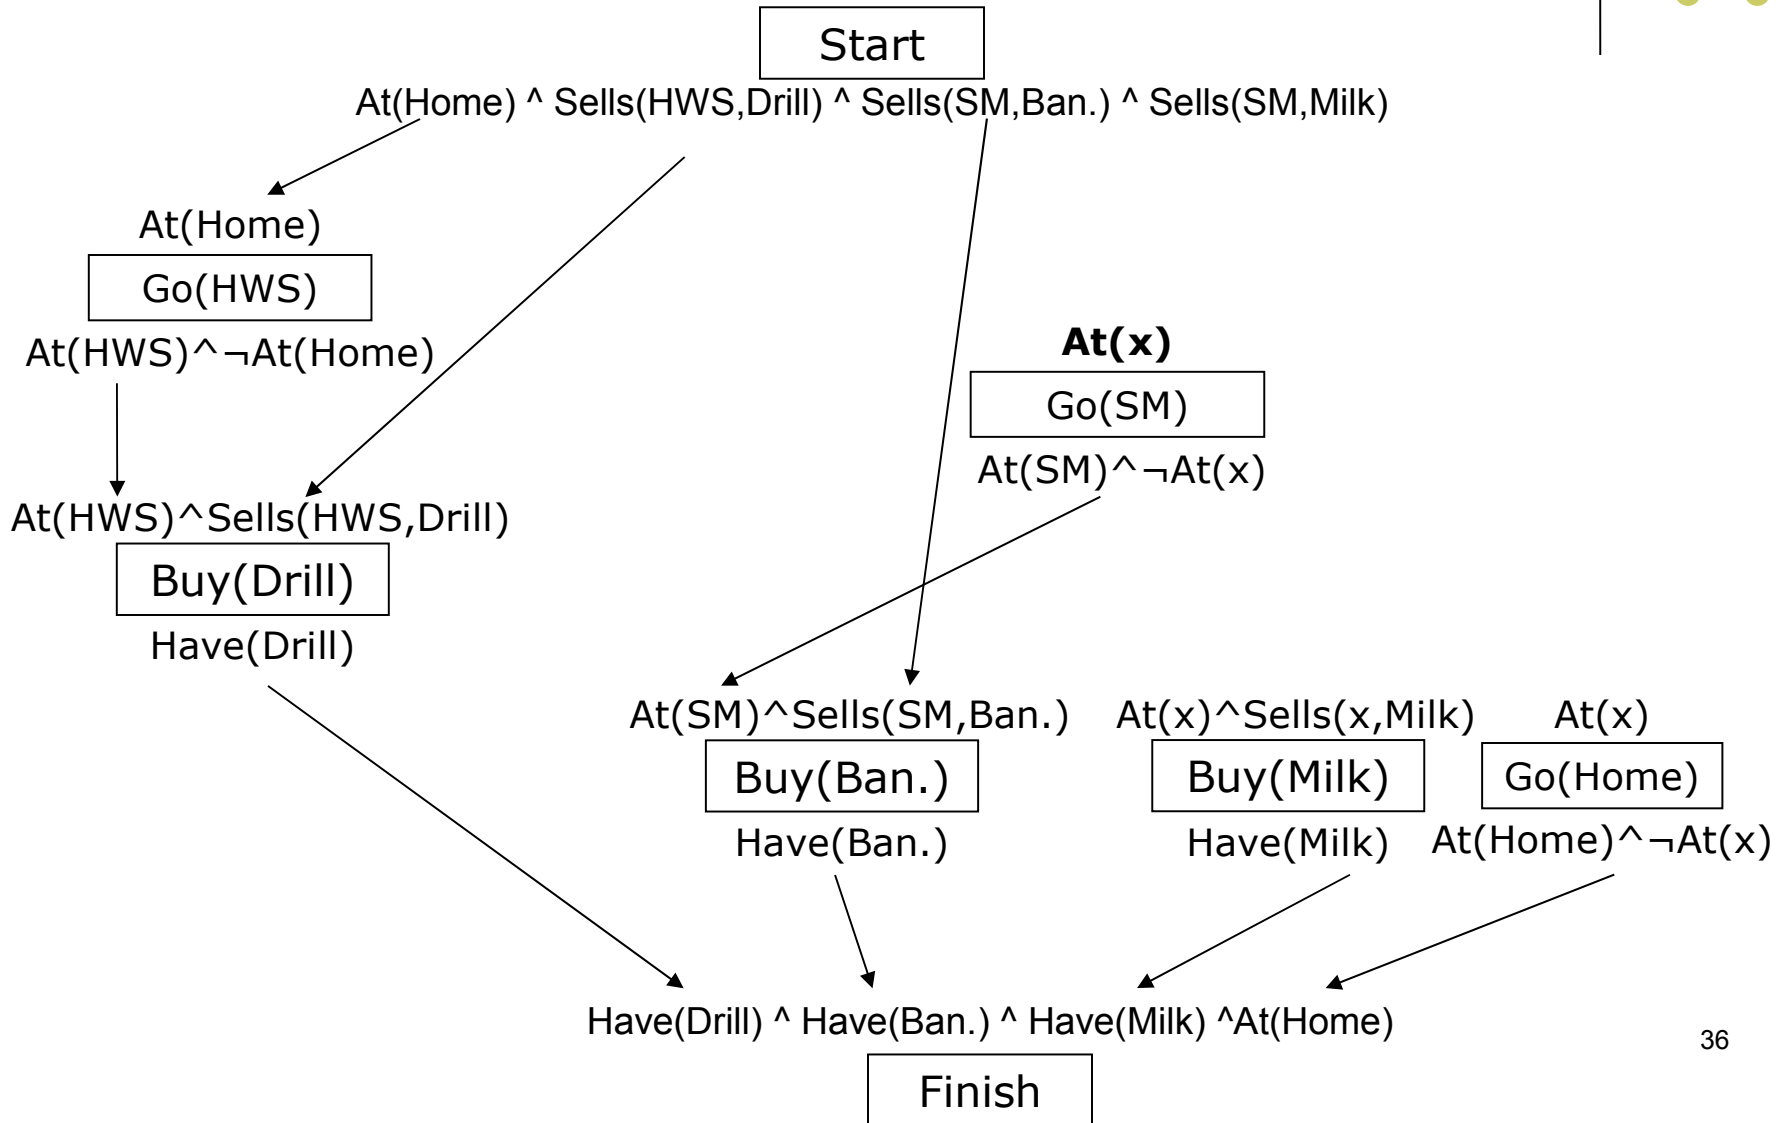 Start
At(Home) ^ Sells(HWS,Drill) ^ Sells(SM,Ban.) ^ Sells(SM,Milk)
At(Home)
Go(HWS)
At(HWS)^¬At(Home)
At(x)
Go(SM)
At(SM)^¬At(x)
At(HWS)^Sells(HWS,Drill)
Buy(Drill)
Have(Drill)
At(SM)^Sells(SM,Ban.)
Buy(Ban.)
Have(Ban.)
At(x)^Sells(x,Milk)
Buy(Milk)
Have(Milk)
At(x)
Go(Home)
At(Home)^¬At(x)
Have(Drill) ^ Have(Ban.) ^ Have(Milk) ^At(Home)
Finish
36